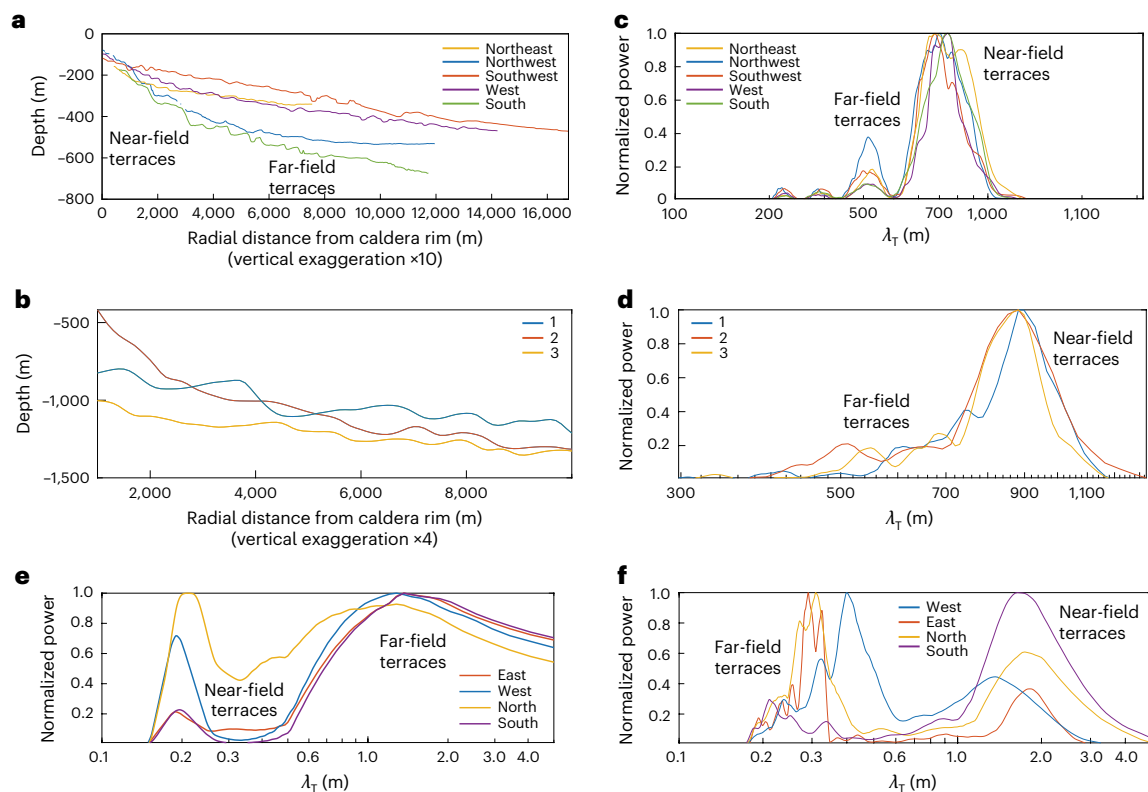 a
0
−200
−400
−600
−800
Depth (m)
Northeast
Northwest
Southwest
West
South
Near-field
terraces
Far-field
terraces
0
2,000
4,000
6,000
8,000
10,000
12,000
14,000
16,000
Radial distance from caldera rim (m)
(vertical exaggeration ×10)
c
1.0
0.8
0.6
0.4
0.2
0
Normalized power
Northeast
Northwest
Southwest
West
South
Far-field
terraces
Near-field
terraces
100
200
500
700
1,000
1,100
λT (m)
b
−500
−1,000
−1,500
Depth (m)
1
2
3
2,000
4,000
6,000
8,000
Radial distance from caldera rim (m)
(vertical exaggeration ×4)
d
1.0
0.8
0.6
0.4
0.2
Normalized power
1
2
3
Far-field
terraces
Near-field
terraces
300
500
700
900
1,100
λT (m)
e
1.0
0.8
0.6
0.4
0.2
Normalized power
Near-field
terraces
Far-field
terraces
East
West
North
South
0.1
0.2
0.3
0.6
1.0
2.0
3.0
4.0
λT (m)
f
1.0
0.8
0.6
0.4
0.2
Normalized power
Far-field
terraces
West
East
North
South
Near-field
terraces
0.1
0.2
0.3
0.6
1.0
2.0
3.0
4.0
λT (m)